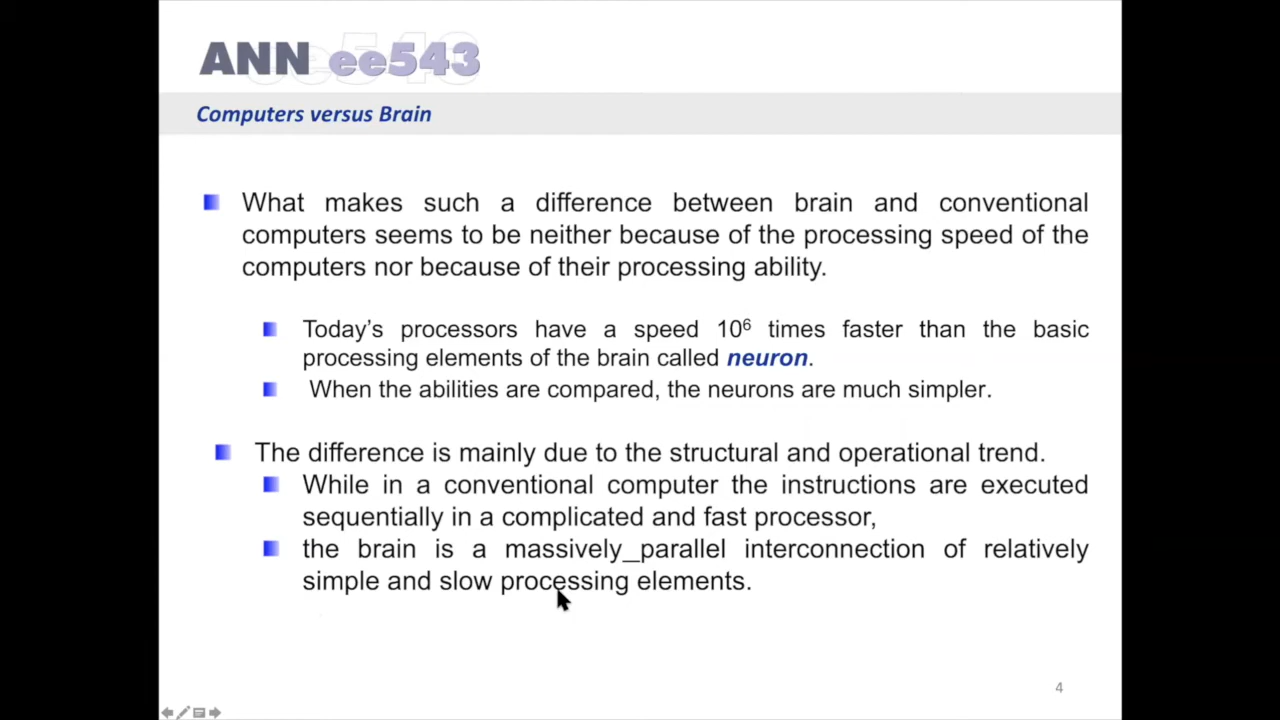 ANN ee543
Computers versus Brain
What makes such a difference between brain and conventional
computers seems to be neither because of the processing speed of the
computers nor because of their processing ability.
Today’s processors have a speed 10⁶ times faster than the basic
processing elements of the brain called neuron.
When the abilities are compared, the neurons are much simpler.
The difference is mainly due to the structural and operational trend.
While in a conventional computer the instructions are executed
sequentially in a complicated and fast processor,
the brain is a massively_parallel interconnection of relatively
simple and slow processing elements.
4